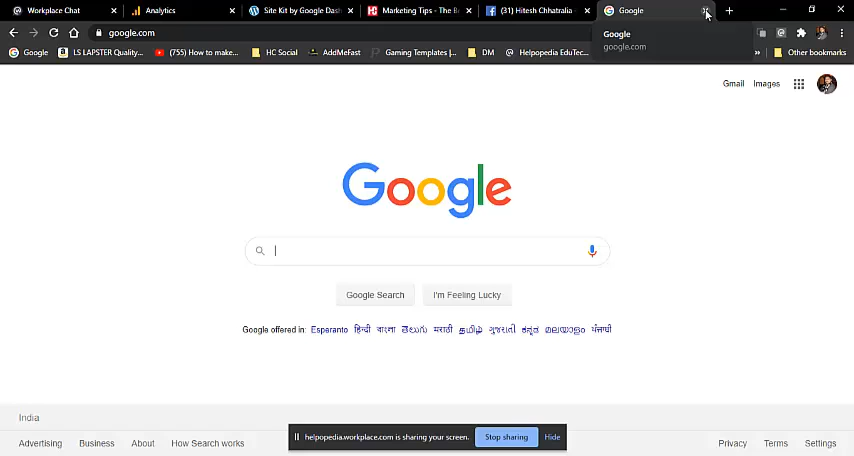 Workplace Chat
Analytics
Site Kit by Google Dash
Marketing Tips - The B
(31) Hitesh Chhatralia -
Google
google.com
Google
google.com
Google
LS LAPSTER Quality...
(755) How to make...
HC Social
AddMeFast
Gaming Templates |...
DM
Helpopedia EduTec...
»
Other bookmarks
Gmail
Images
Google
Google Search
I'm Feeling Lucky
Google offered in: Esperanto हिन्दी বাংলা తెలుగు मराठी தமிழ் ગુજરાતી ಕನ್ನಡ മലയാളം ਪੰਜਾਬੀ
India
helpopedia.workplace.com is sharing your screen.
Stop sharing
Hide
Advertising
Business
About
How Search works
Privacy
Terms
Settings